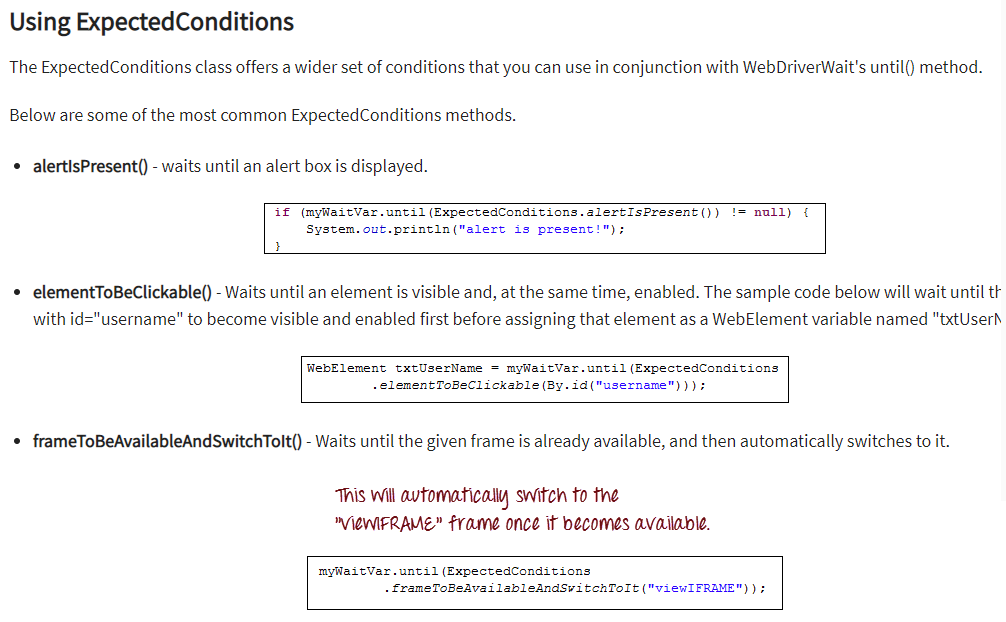 Using ExpectedConditions
The ExpectedConditions class offers a wider set of conditions that you can use in conjunction with WebDriverWait's until() method.
Below are some of the most common ExpectedConditions methods.
• alertIsPresent() - waits until an alert box is displayed.
if (myWaitVar.until(ExpectedConditions.alertIsPresent()) != null) {
System.out.println("alert is present!");
}
• elementToBeClickable() - Waits until an element is visible and, at the same time, enabled. The sample code below will wait until th
with id="username" to become visible and enabled first before assigning that element as a WebElement variable named "txtUserN
WebElement txtUserName = myWaitVar.until(ExpectedConditions
.elementToBeClickable(By.id("username")));
• frameToBeAvailableAndSwitchToIt() - Waits until the given frame is already available, and then automatically switches to it.
This will automatically switch to the
"viewIFRAME" frame once it becomes available.
myWaitVar.until(ExpectedConditions
.frameToBeAvailableAndSwitchToIt("viewIFRAME"));